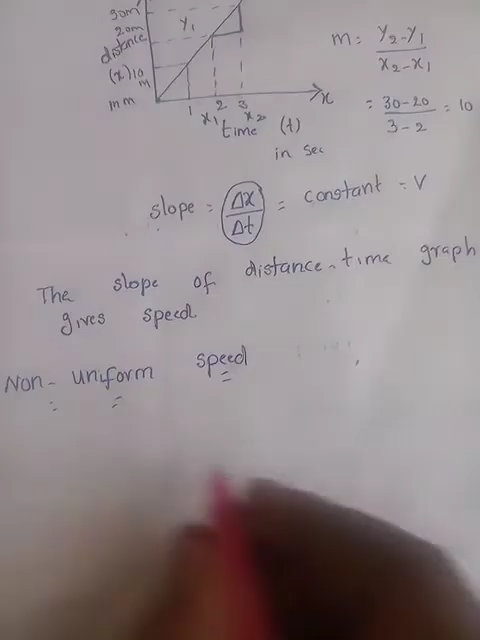 30m
20m
distance
(x) 10
m
Y1
x
1 2 3
x1 x2
time (t)
in sec
m = Y2-Y1
x2-x1
= 30-20 = 10
3-2
slope = Δx = constant = V
Δt
The slope of distance-time graph
gives speed
Non-uniform speed